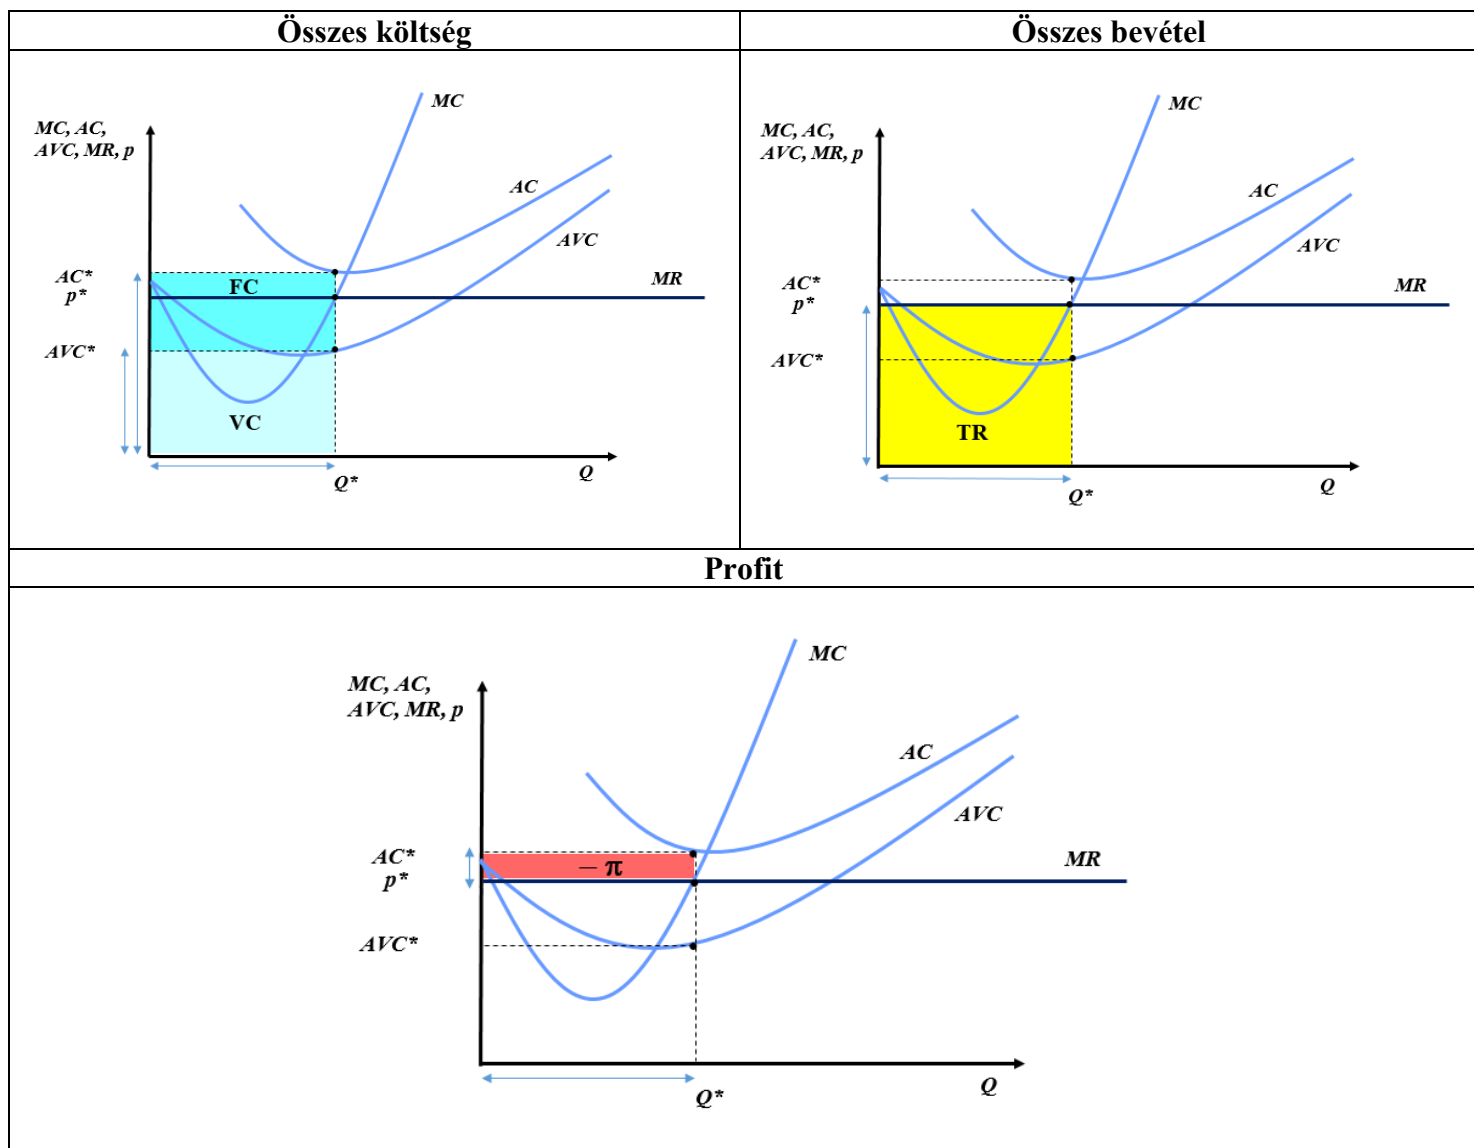 Összes költség
Összes bevétel
MC
MC, AC,
AVC, MR, p
AC
AVC
AC*
p*
FC
MR
AVC*
VC
Q
Q*
MC
MC, AC,
AVC, MR, p
AC
AVC
AC*
p*
MR
AVC*
TR
Q
Q*
Profit
MC
MC, AC,
AVC, MR, p
AC
AVC
AC*
p*
– π
MR
AVC*
Q
Q*